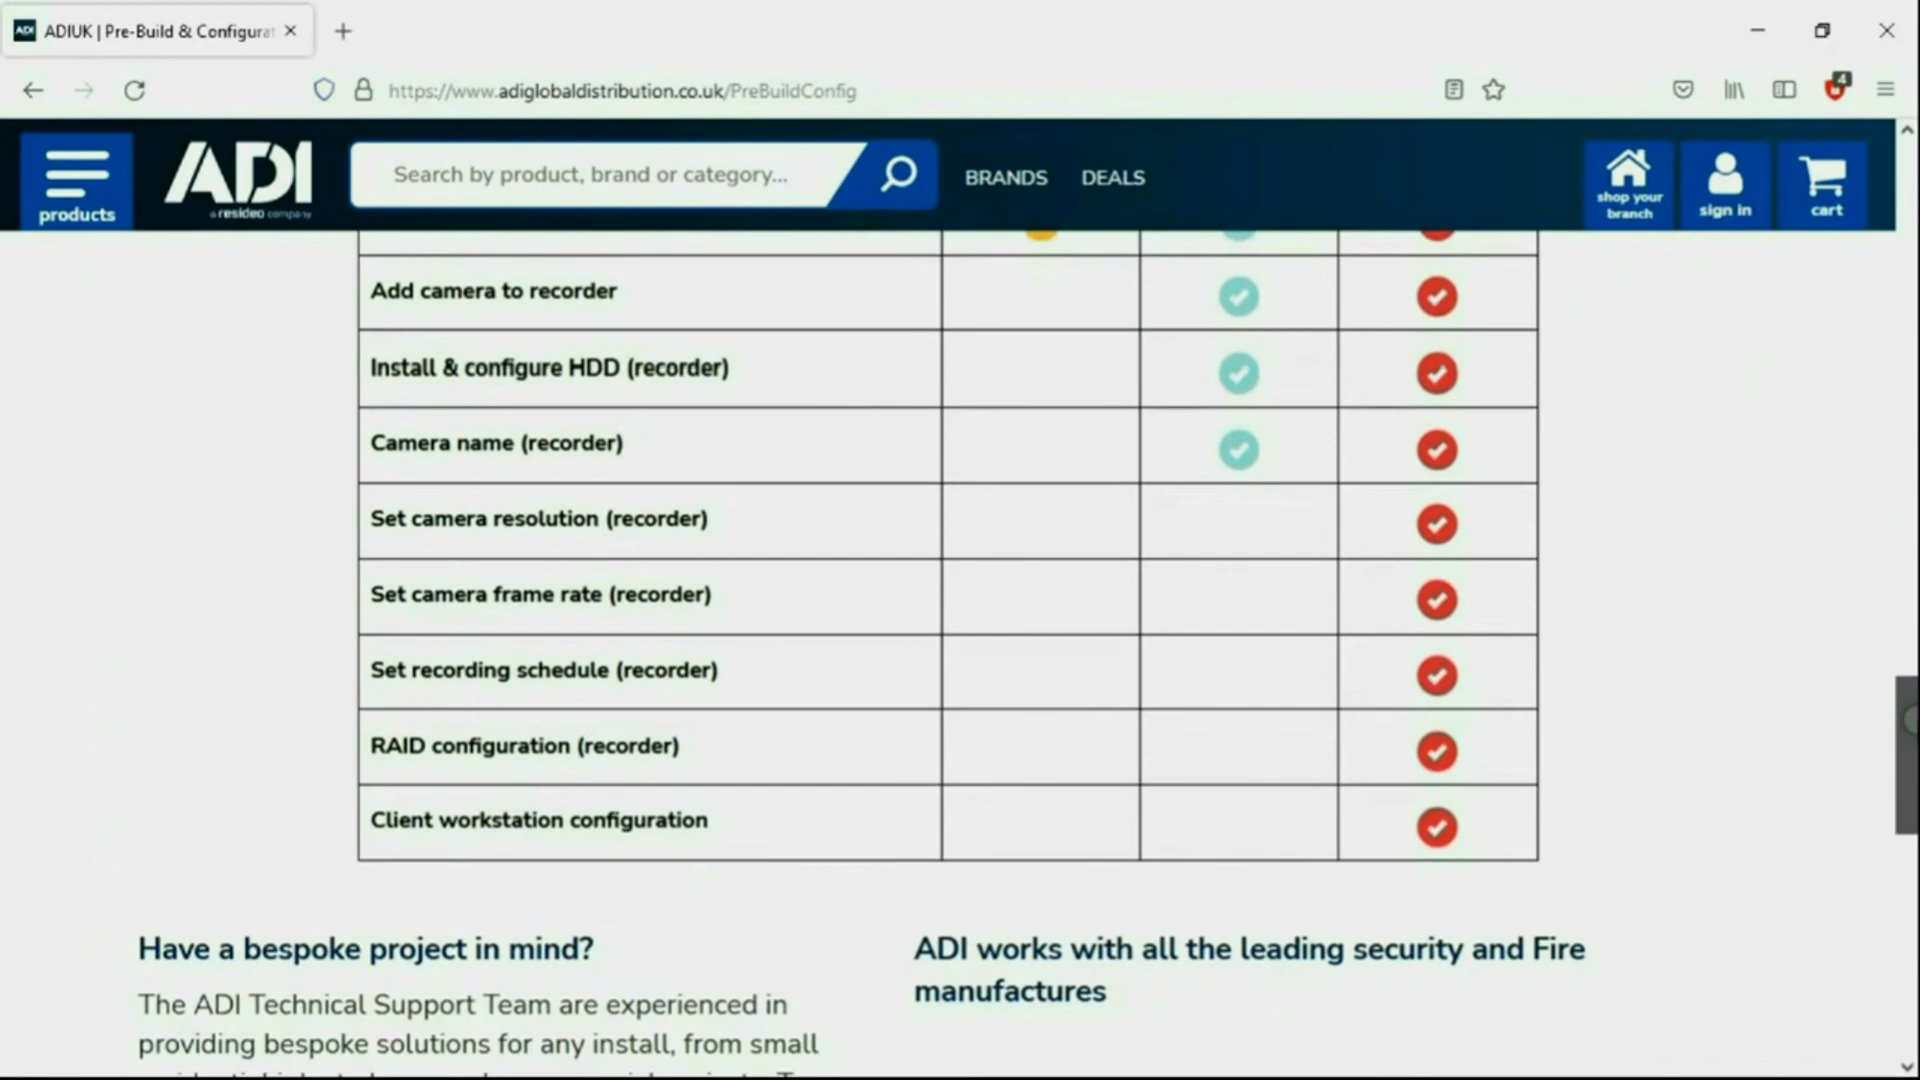 ADIUK | Pre-Build & Configurat
https://www.adiglobaldistribution.co.uk/PreBuildConfig
4
products
ADI
a resideo company
Search by product, brand or category...
BRANDS
DEALS
shop your
branch
sign in
cart
Add camera to recorder
Install & configure HDD (recorder)
Camera name (recorder)
Set camera resolution (recorder)
Set camera frame rate (recorder)
Set recording schedule (recorder)
RAID configuration (recorder)
Client workstation configuration
Have a bespoke project in mind?
The ADI Technical Support Team are experienced in
providing bespoke solutions for any install, from small
ADI works with all the leading security and Fire
manufactures